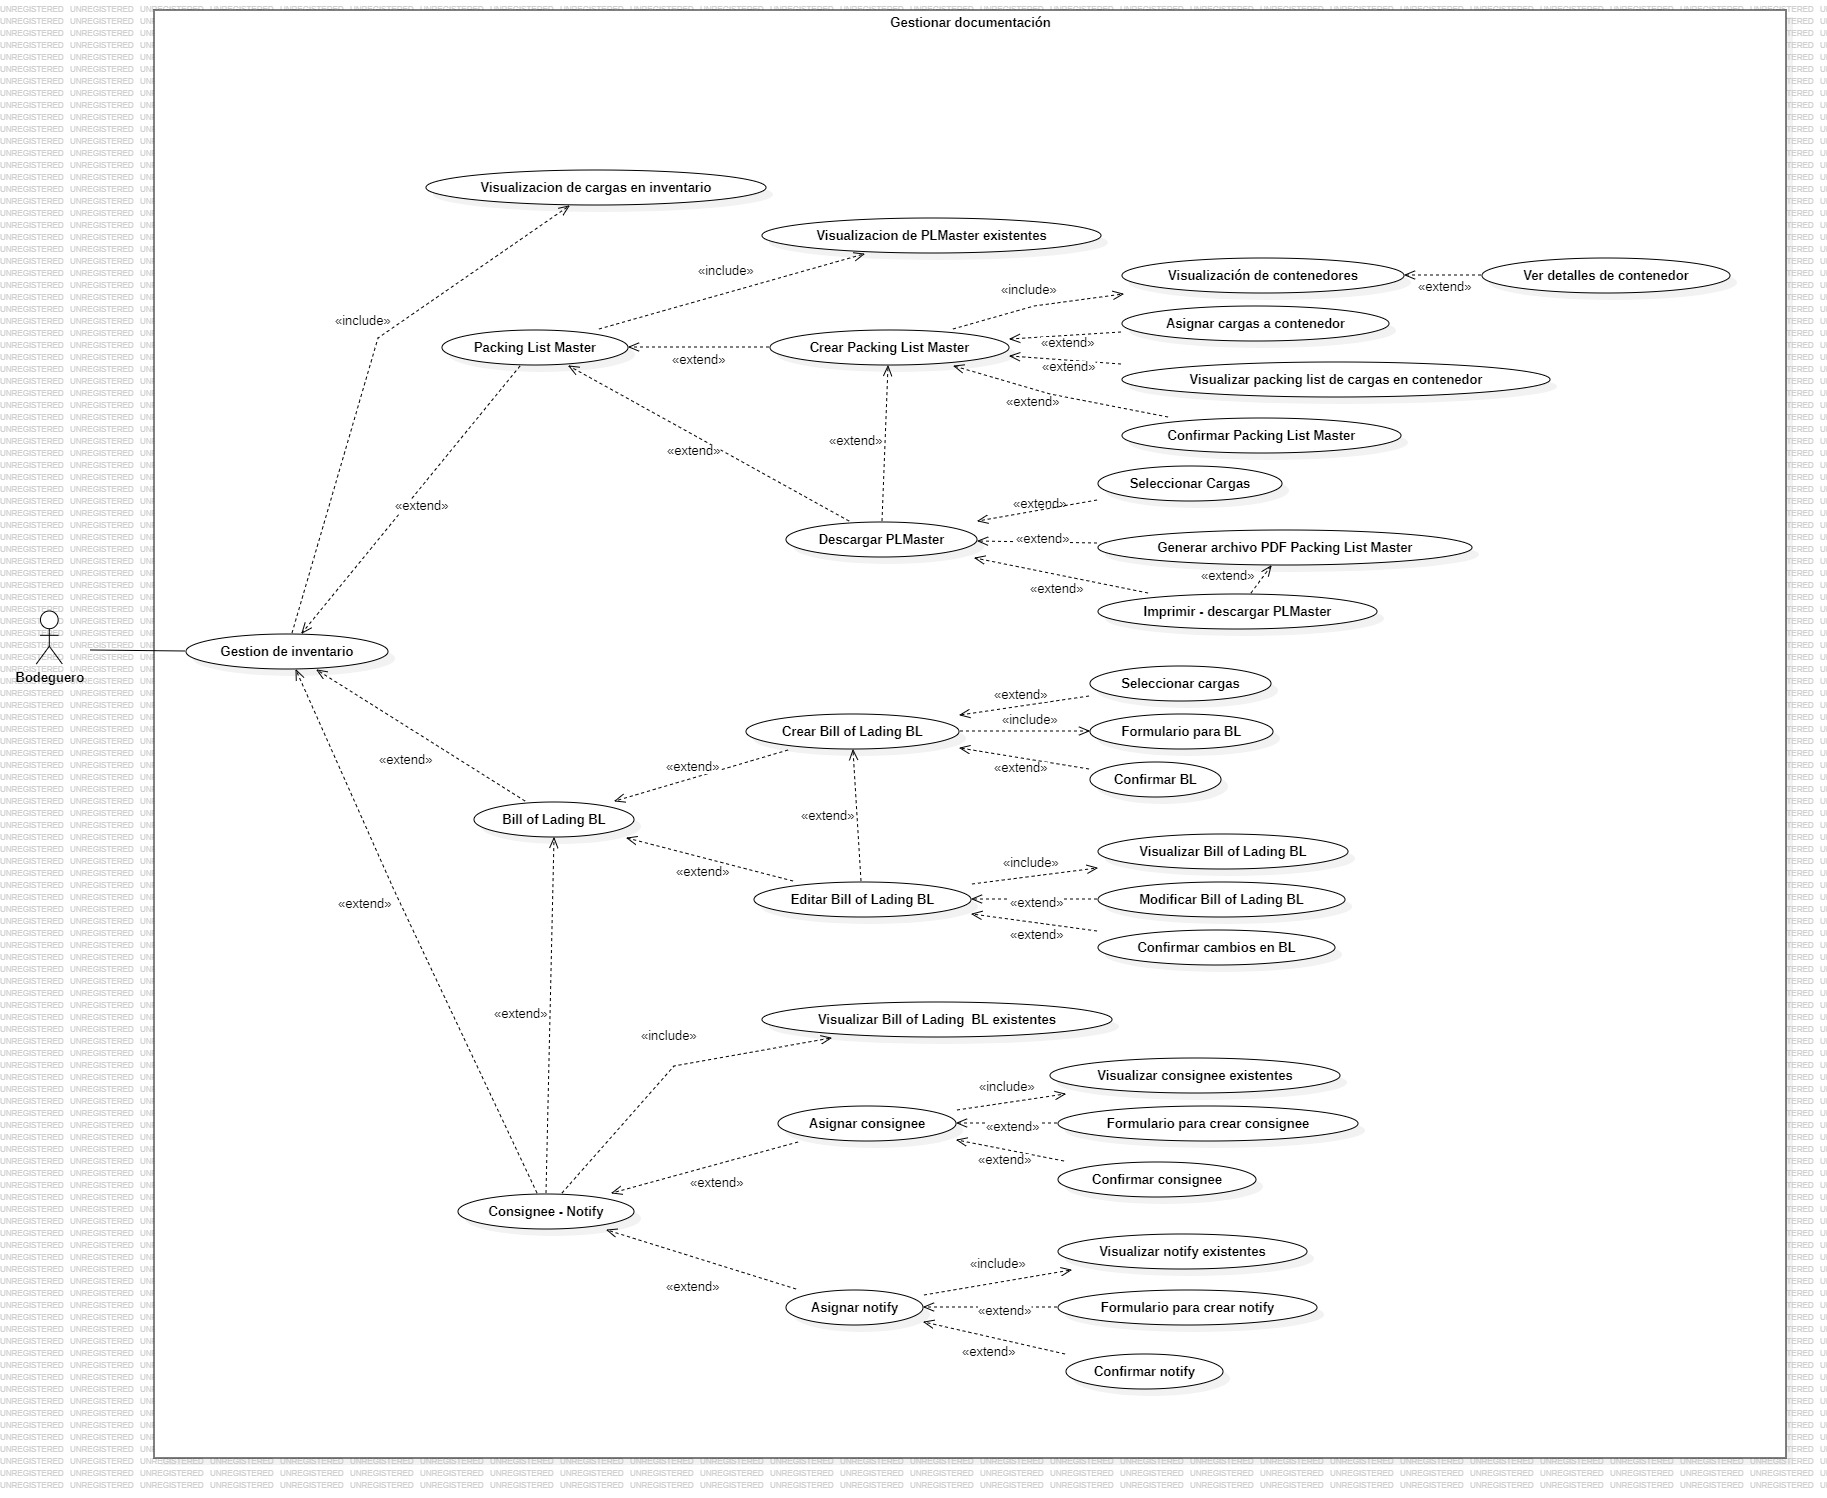 Gestionar documentación
Visualizacion de cargas en inventario
Visualizacion de PLMaster existentes
«include»
Visualización de contenedores
Ver detalles de contenedor
«extend»
«include»
«include»
Asignar cargas a contenedor
«extend»
Packing List Master
Crear Packing List Master
«extend»
«extend»
Visualizar packing list de cargas en contenedor
«extend»
Confirmar Packing List Master
«extend»
«extend»
Seleccionar Cargas
«extend»
«extend»
Descargar PLMaster
«extend»
Generar archivo PDF Packing List Master
«extend»
«extend»
Imprimir - descargar PLMaster
Gestion de inventario
Bodeguero
Seleccionar cargas
«extend»
Crear Bill of Lading BL
«include»
Formulario para BL
«extend»
«extend»
«extend»
Confirmar BL
Bill of Lading BL
«extend»
«include»
Visualizar Bill of Lading BL
«extend»
Editar Bill of Lading BL
«extend»
Modificar Bill of Lading BL
«extend»
«extend»
Confirmar cambios en BL
«extend»
Visualizar Bill of Lading  BL existentes
«include»
Visualizar consignee existentes
«include»
Asignar consignee
«extend»
Formulario para crear consignee
«extend»
Confirmar consignee
«extend»
Consignee - Notify
Visualizar notify existentes
«include»
«extend»
Asignar notify
«extend»
Formulario para crear notify
«extend»
Confirmar notify
UNREGISTERED